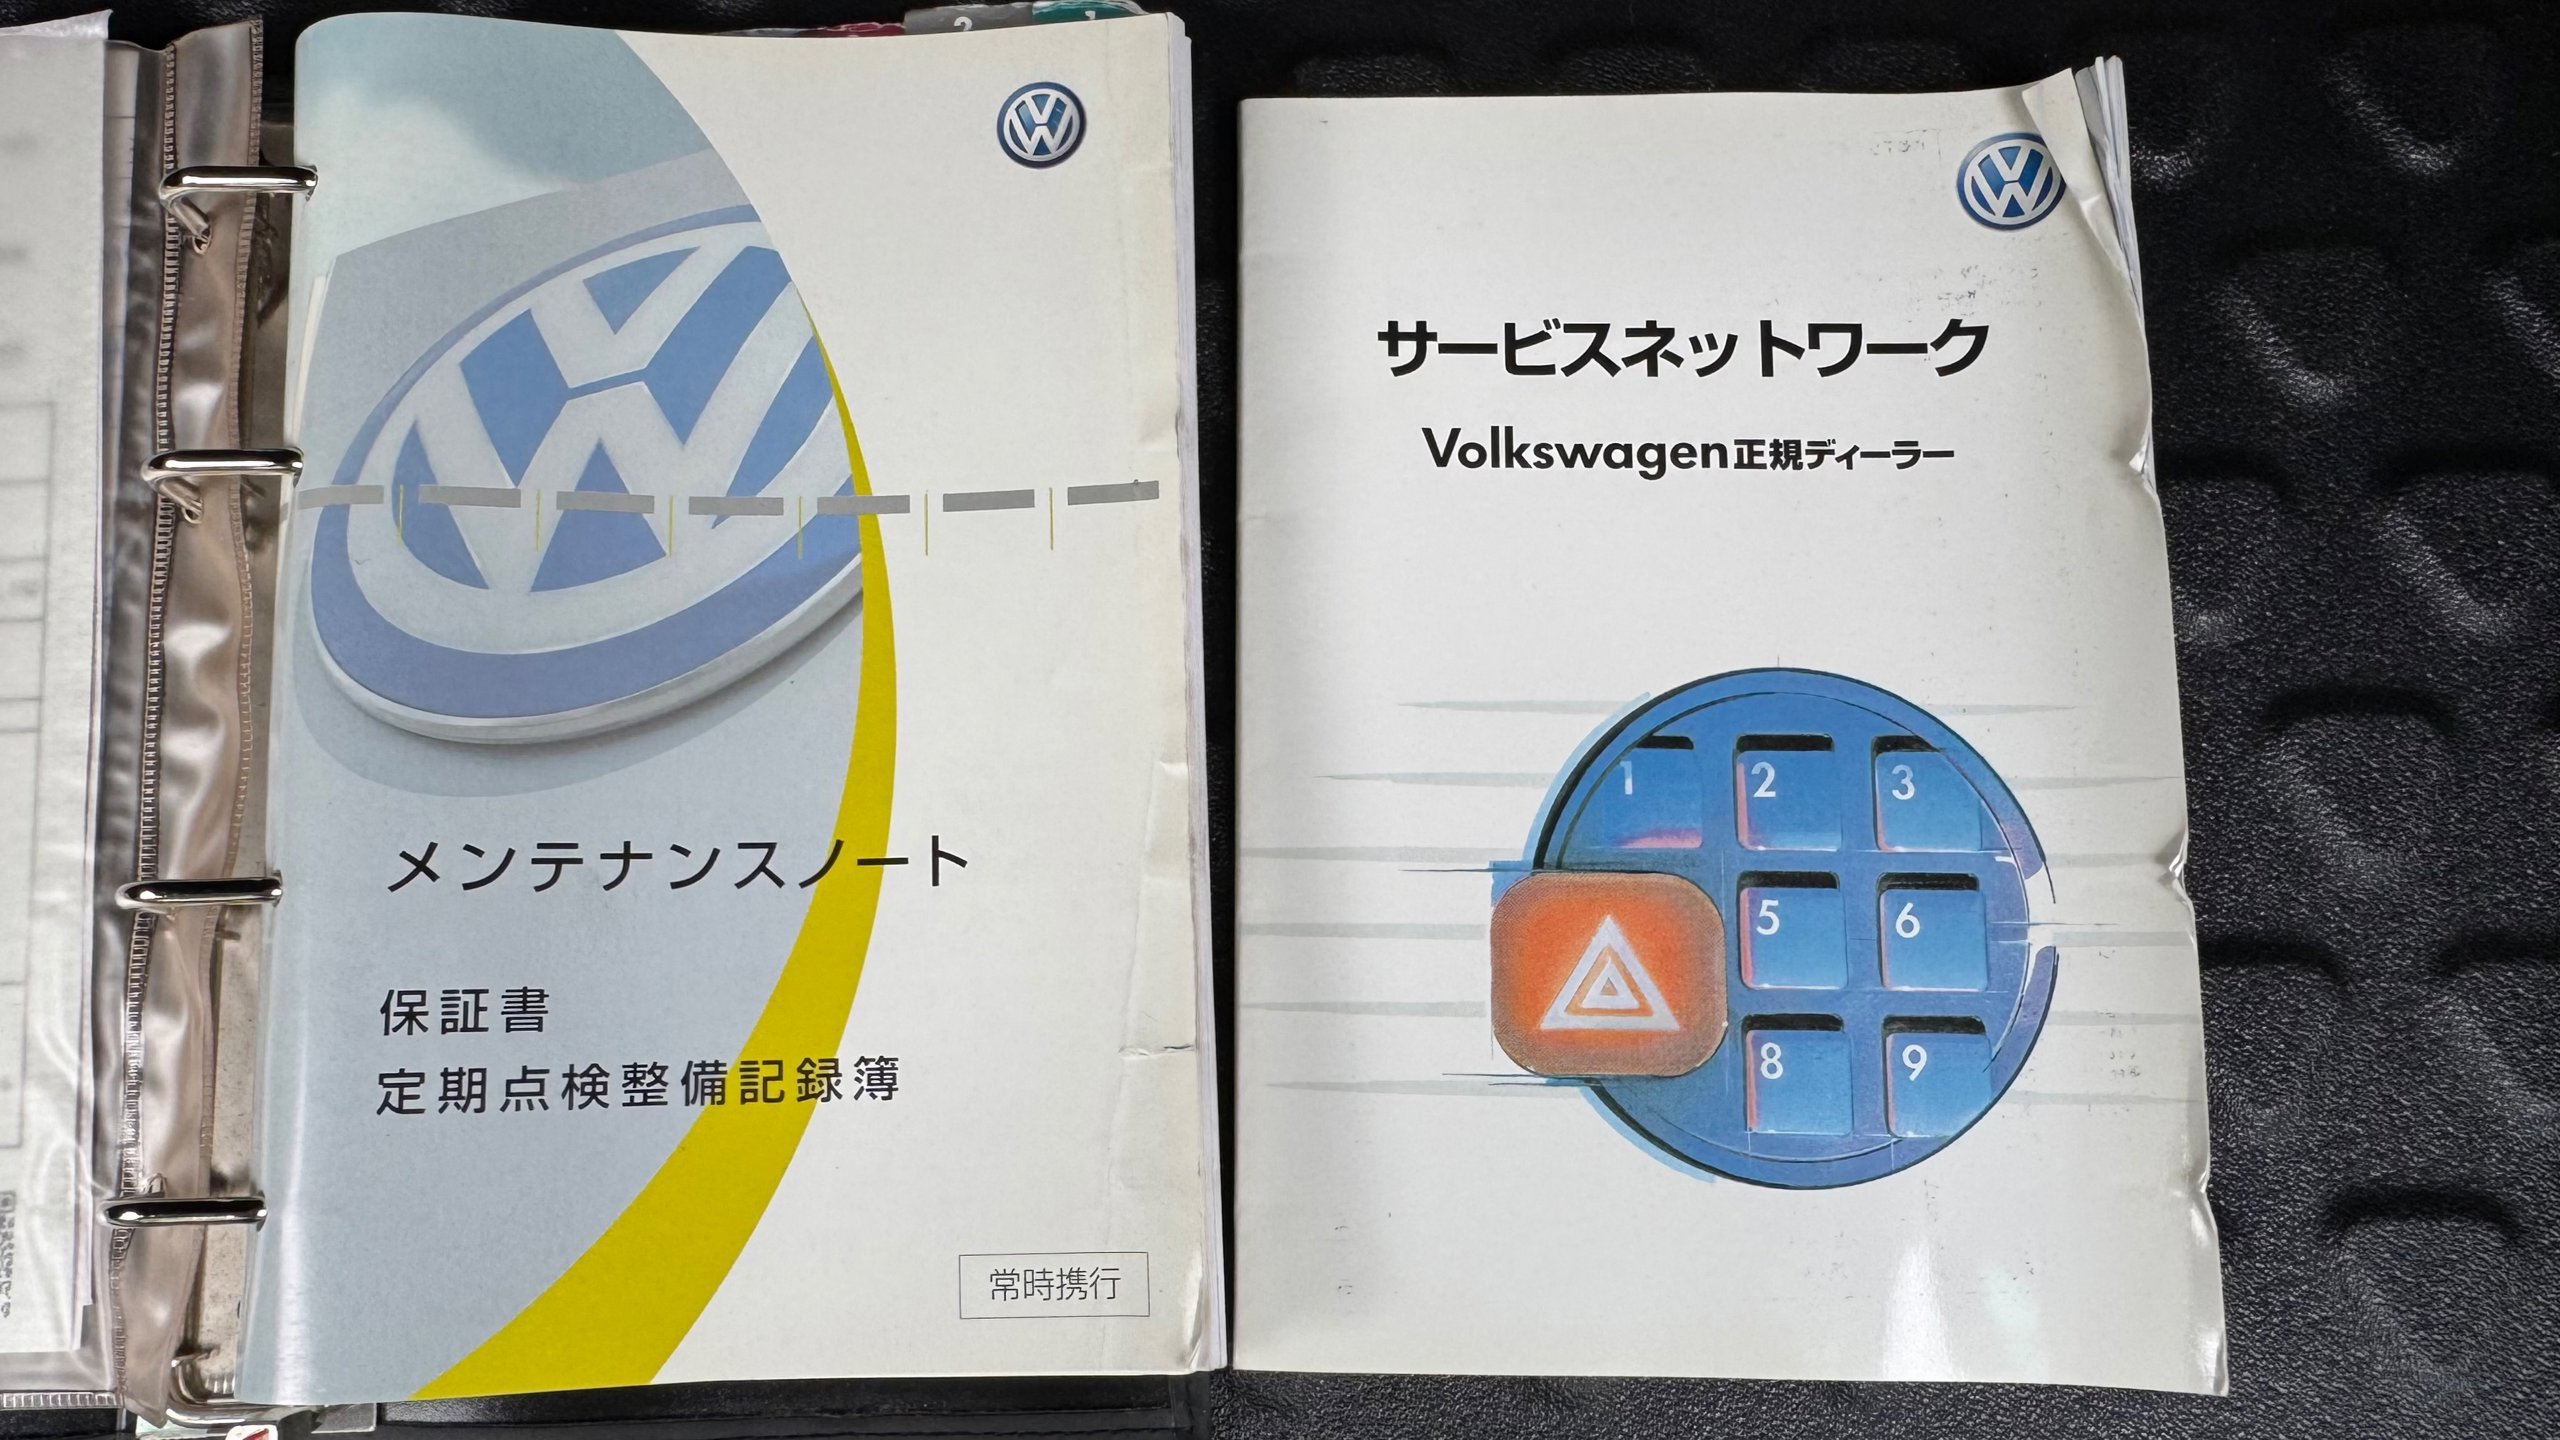 2
1
メンテナンスノート
保証書
定期点検整備記録簿
常時携行
サービスネットワーク
Volkswagen正規ディーラー
1 2 3
5 6
8 9